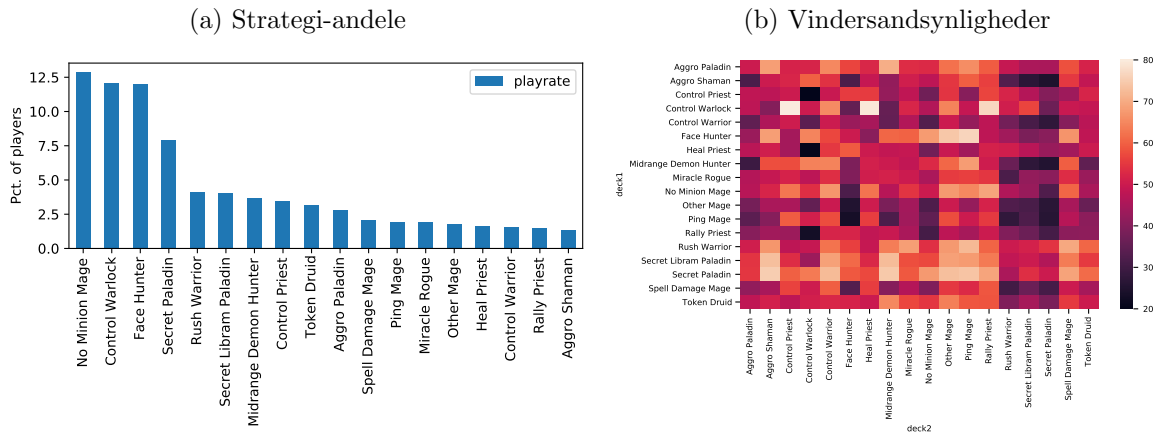 (a) Strategi-andele
Pct. of players
12.5
10.0
7.5
5.0
2.5
0.0
playrate
No Minion Mage
Control Warlock
Face Hunter
Secret Paladin
Rush Warrior
Secret Libram Paladin
Midrange Demon Hunter
Control Priest
Token Druid
Aggro Paladin
Spell Damage Mage
Ping Mage
Miracle Rogue
Other Mage
Heal Priest
Control Warrior
Rally Priest
Aggro Shaman
(b) Vindersandsynligheder
deck1
Aggro Paladin
Aggro Shaman
Control Priest
Control Warlock
Control Warrior
Face Hunter
Heal Priest
Midrange Demon Hunter
Miracle Rogue
No Minion Mage
Other Mage
Ping Mage
Rally Priest
Rush Warrior
Secret Libram Paladin
Secret Paladin
Spell Damage Mage
Token Druid
Aggro Paladin
Aggro Shaman
Control Priest
Control Warlock
Control Warrior
Face Hunter
Heal Priest
Midrange Demon Hunter
Miracle Rogue
No Minion Mage
Other Mage
Ping Mage
Rally Priest
Rush Warrior
Secret Libram Paladin
Secret Paladin
Spell Damage Mage
Token Druid
deck2
80
70
60
50
40
30
20